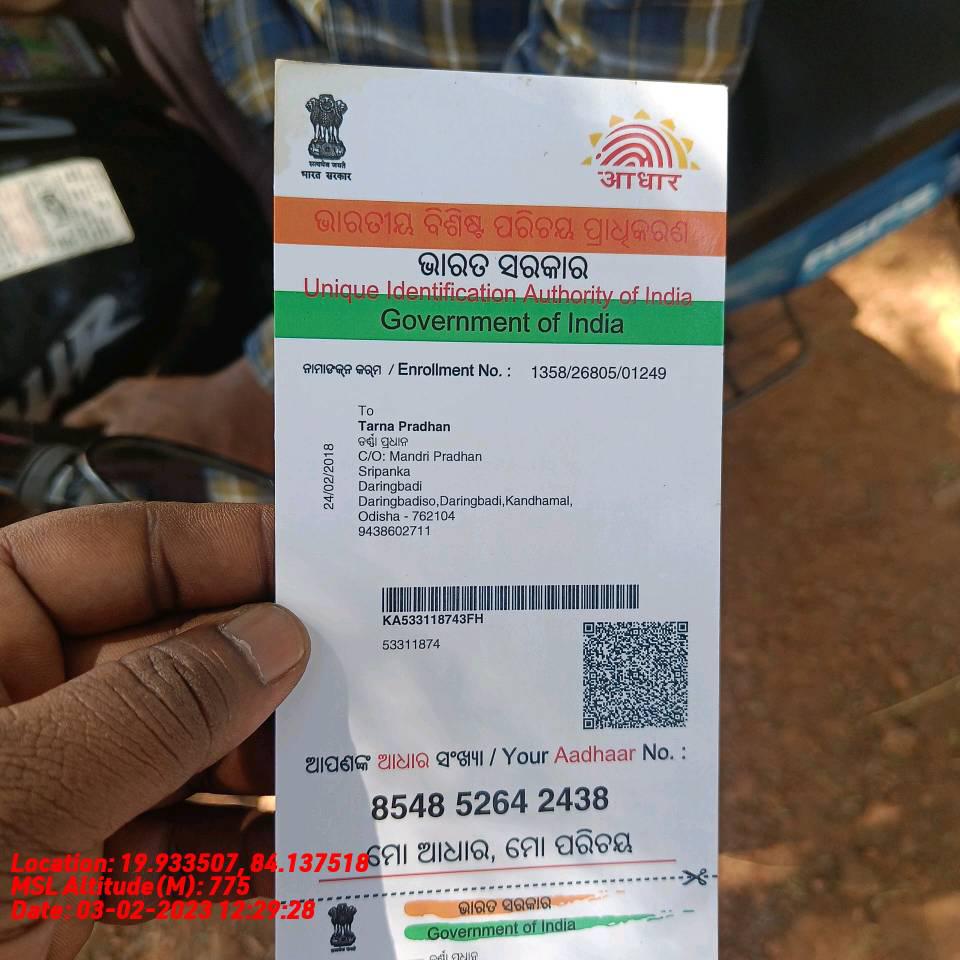 सत्यमेव जयते
भारत सरकार
आधार
ଭାରତୀୟ ବିଶିଷ୍ଟ ପରିଚୟ ପ୍ରାଧିକରଣ
ଭାରତ ସରକାର
Unique Identification Authority of India
Government of India
ନାମାଙ୍କନ କ୍ରମ / Enrollment No. : 1358/26805/01249
24/02/2018
To
Tarna Pradhan
ତର୍ଣ୍ଣା ପ୍ରଧାନ
C/O: Mandri Pradhan
Sripanka
Daringbadi
Daringbadiso,Daringbadi,Kandhamal,
Odisha - 762104
9438602711
KA533118743FH
53311874
ଆପଣଙ୍କ ଆଧାର ସଂଖ୍ୟା / Your Aadhaar No. :
8548 5264 2438
ମୋ ଆଧାର, ମୋ ପରିଚୟ
ଭାରତ ସରକାର
Government of India
ତର୍ଣ୍ଣା ପ୍ରଧାନ
Location: 19.933507, 84.137518
MSL Altitude(M): 775
Date: 03-02-2023 12:29:28